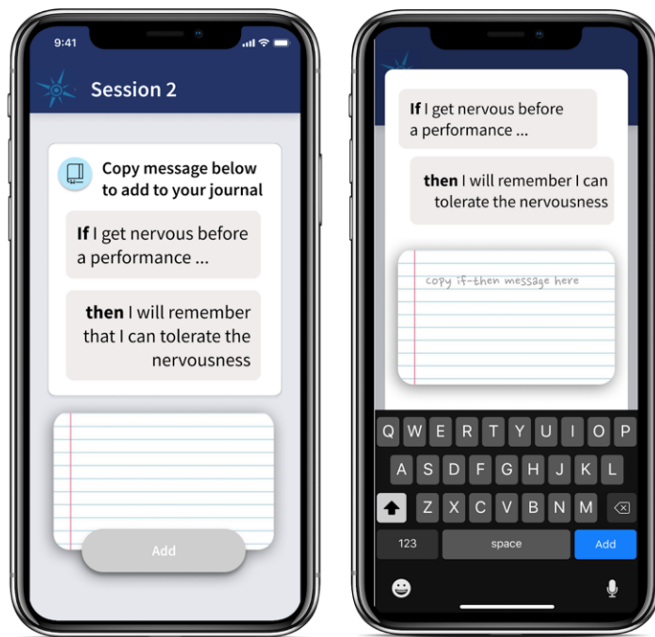 9:41
Session 2
Copy message below
to add to your journal
If I get nervous before
a performance ...
then I will remember
that I can tolerate the
nervousness
Add
If I get nervous before
a performance ...
then I will remember I can
tolerate the nervousness
copy if-then message here
Q W E R T Y U I O P
A S D F G H J K L
Z X C V B N M
123 space Add